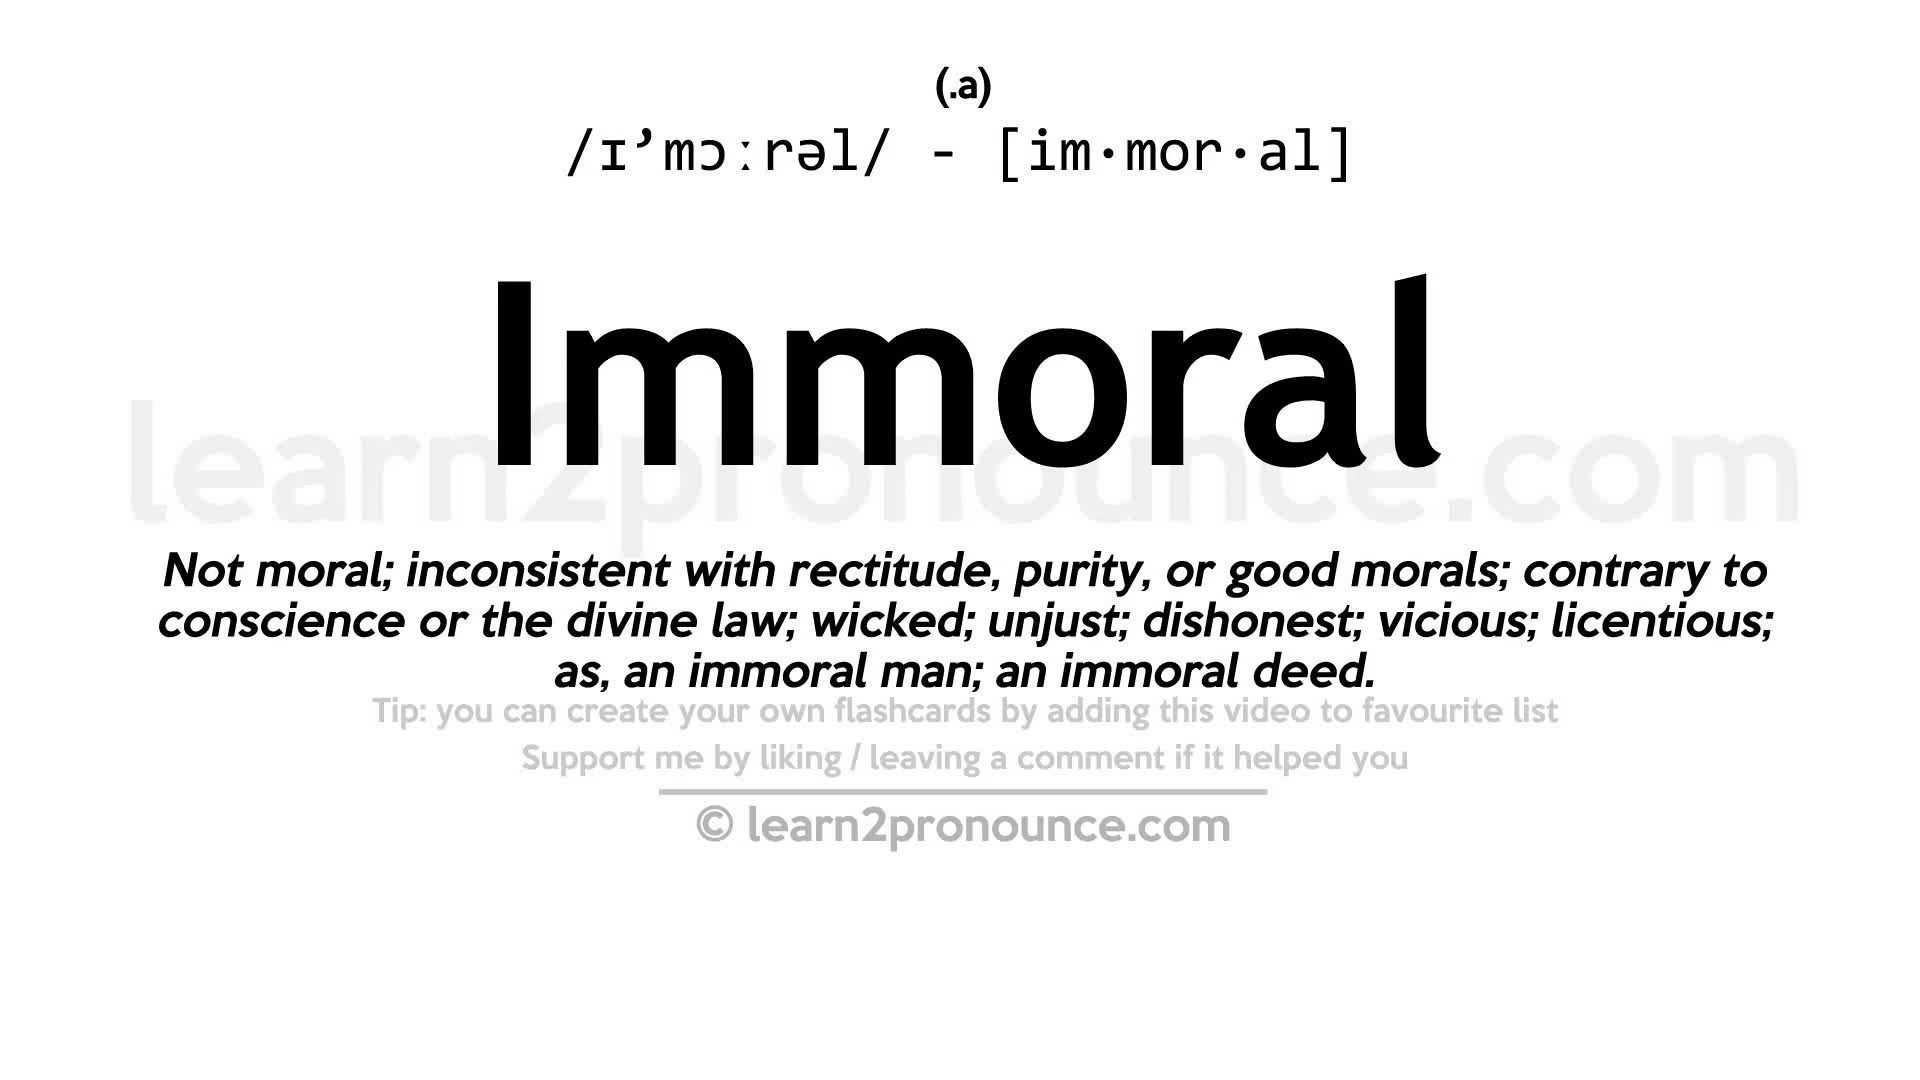 (.a)
/ɪ’mɔːrəl/ - [im·mor·al]
Immoral
learn2pronounce.com
Not moral; inconsistent with rectitude, purity, or good morals; contrary to
conscience or the divine law; wicked; unjust; dishonest; vicious; licentious;
as, an immoral man; an immoral deed.
Tip: you can create your own flashcards by adding this video to favourite list
Support me by liking / leaving a comment if it helped you
© learn2pronounce.com